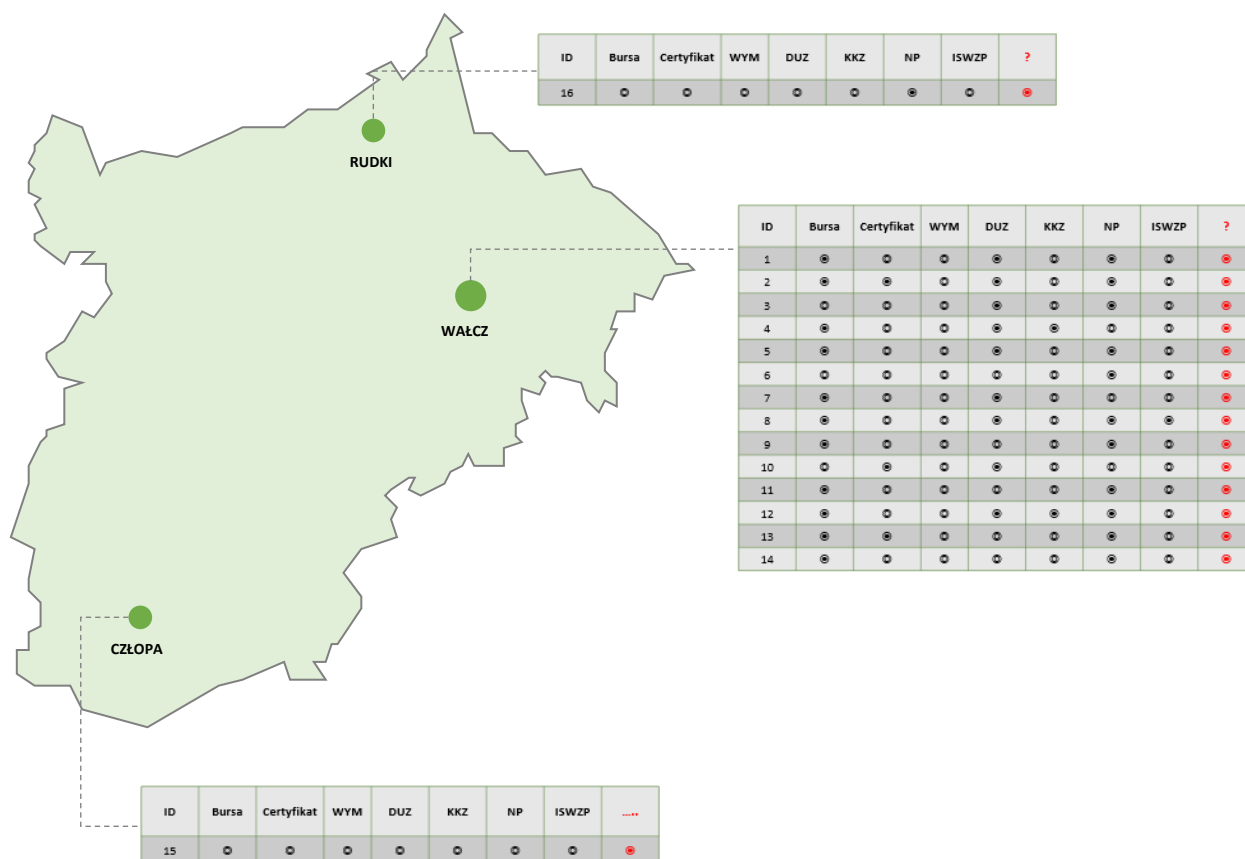 ID Bursa Certyfikat WYM DUZ KKZ NP ISWZP ?
16
RUDKI
ID Bursa Certyfikat WYM DUZ KKZ NP ISWZP ?
1
2
3
WAŁCZ
4
5
6
7
8
9
10
11
12
13
14
CZŁOPA
ID Bursa Certyfikat WYM DUZ KKZ NP ISWZP .....
15